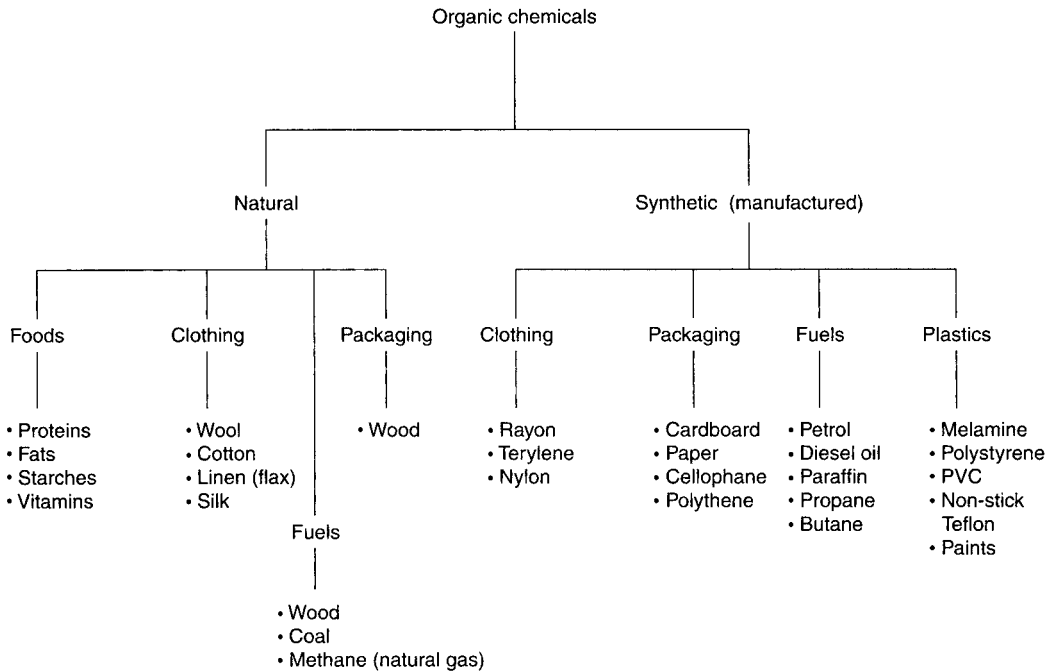 Organic chemicals
Natural
Synthetic (manufactured)
Foods
Clothing
Packaging
Clothing
Packaging
Fuels
Plastics
• Proteins
• Fats
• Starches
• Vitamins
• Wool
• Cotton
• Linen (flax)
• Silk
• Wood
• Rayon
• Terylene
• Nylon
• Cardboard
• Paper
• Cellophane
• Polythene
• Petrol
• Diesel oil
• Paraffin
• Propane
• Butane
• Melamine
• Polystyrene
• PVC
• Non-stick
Teflon
• Paints
Fuels
• Wood
• Coal
• Methane (natural gas)